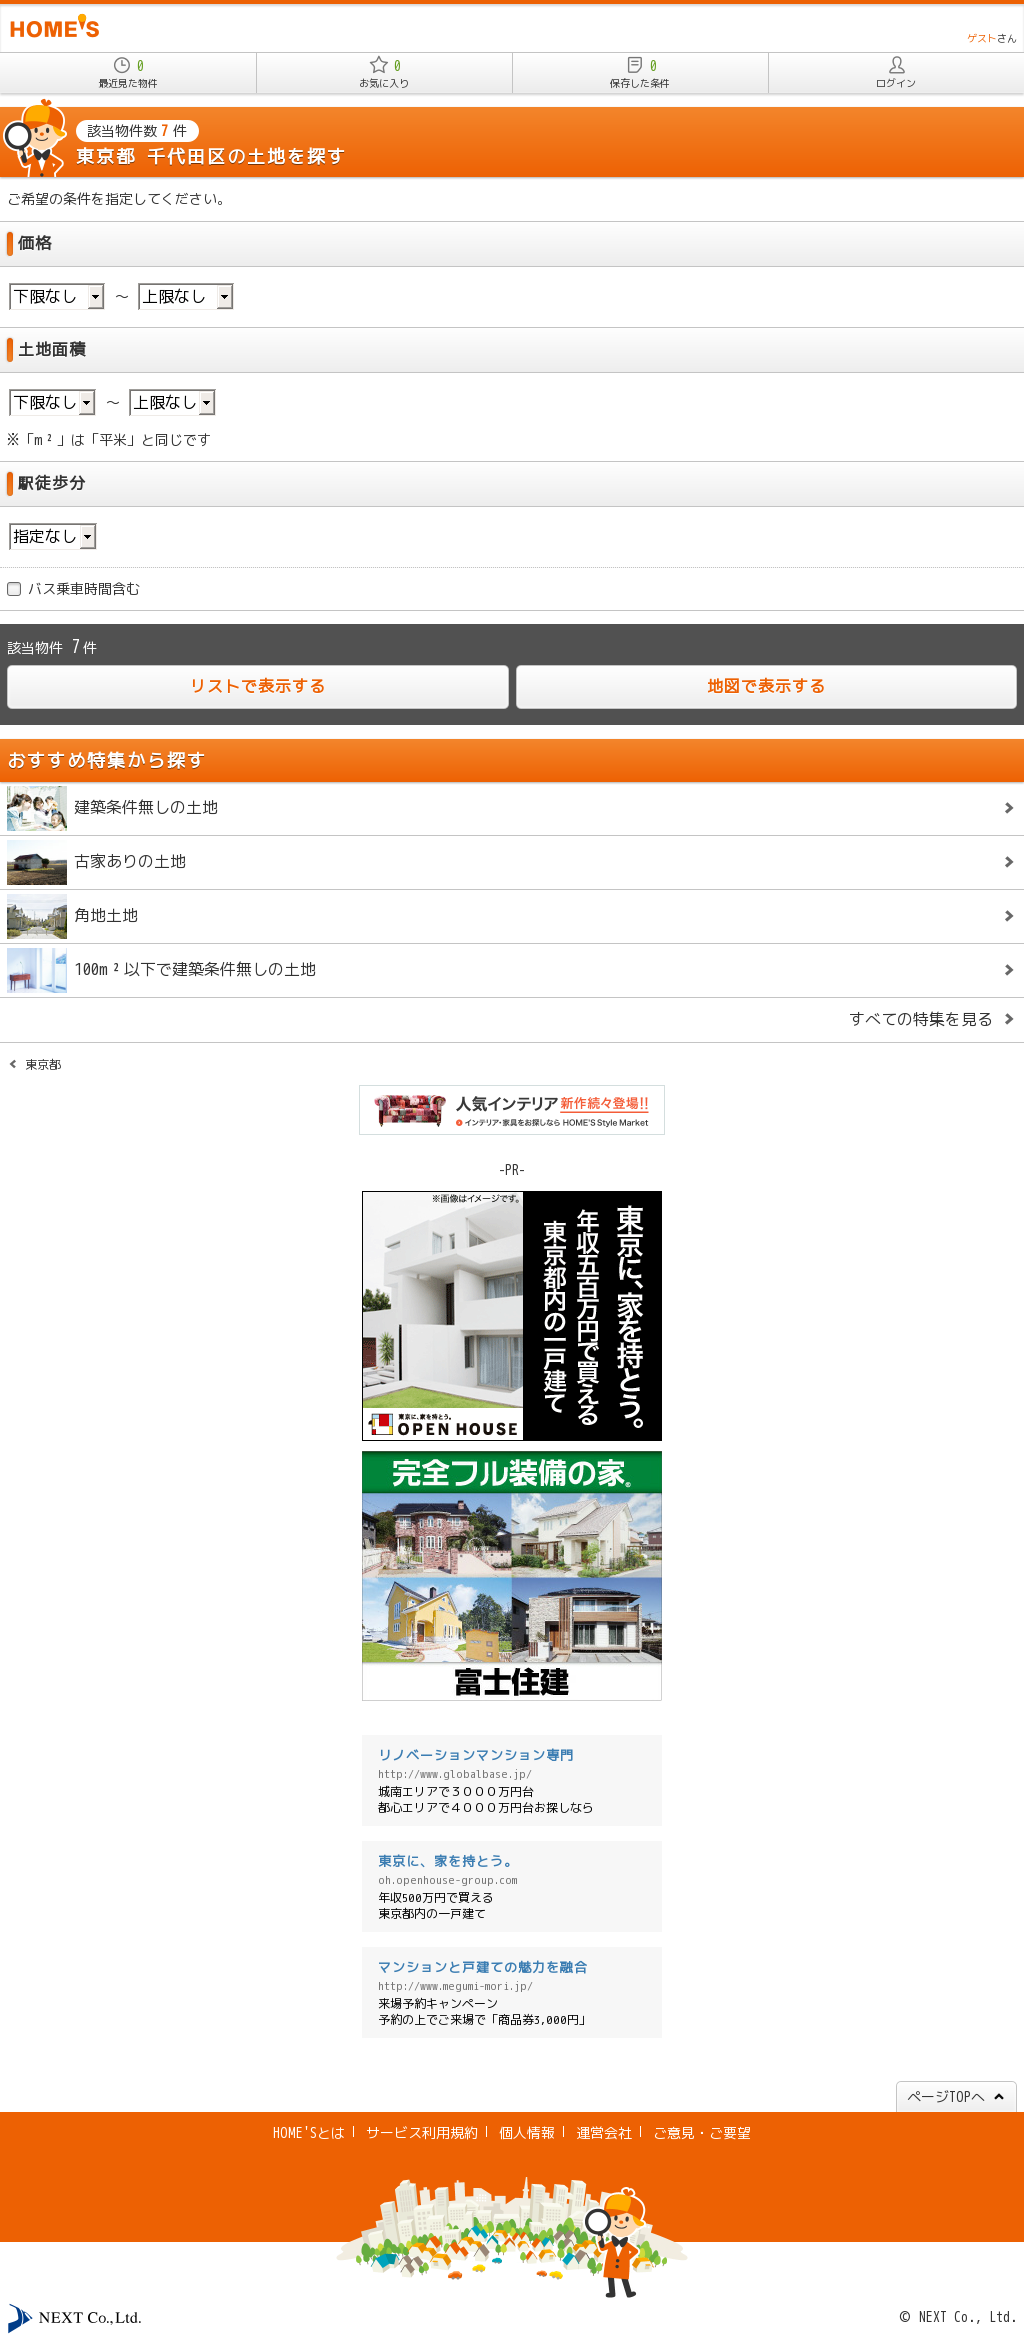 HOME'S
ゲストさん
0
最近見た物件
0
お気に入り
0
保存した条件
ログイン
該当物件数 7 件
東京都 千代田区の土地を探す
ご希望の条件を指定してください。
価格
下限なし ～ 上限なし
土地面積
下限なし ～ 上限なし
※「m²」は「平米」と同じです
駅徒歩分
指定なし
バス乗車時間含む
該当物件 7件
リストで表示する 地図で表示する
おすすめ特集から探す
建築条件無しの土地
古家ありの土地
角地土地
100m²以下で建築条件無しの土地
すべての特集を見る
東京都
人気インテリア 新作続々登場!!
インテリア・家具をお探しなら HOME'S Style Market
-PR-
※画像はイメージです。
東京に、家を持とう。
年収五百万円で買える
東京都内の一戸建て
東京に、家を持とう。
OPEN HOUSE
完全フル装備の家®
富士住建
リノベーションマンション専門
http://www.globalbase.jp/
城南エリアで３０００万円台
都心エリアで４０００万円台お探しなら
東京に、家を持とう。
oh.openhouse-group.com
年収500万円で買える
東京都内の一戸建て
マンションと戸建ての魅力を融合
http://www.megumi-mori.jp/
来場予約キャンペーン
予約の上でご来場で「商品券3,000円」
ページTOPへ
HOME'Sとは | サービス利用規約 | 個人情報 | 運営会社 | ご意見・ご要望
NEXT Co., Ltd.
© NEXT Co., Ltd.